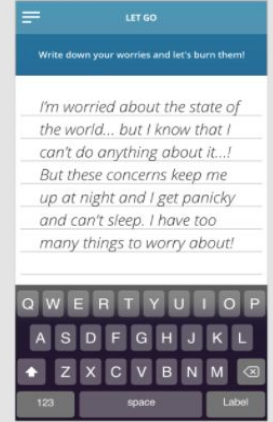 LET GO
Write down your worries and let's burn them!
I'm worried about the state of
the world... but I know that I
can't do anything about it...!
But these concerns keep me
up at night and I get panicky
and can't sleep. I have too
many things to worry about!
Q W E R T Y U I O P
A S D F G H J K L
Z X C V B N M
123 space Label